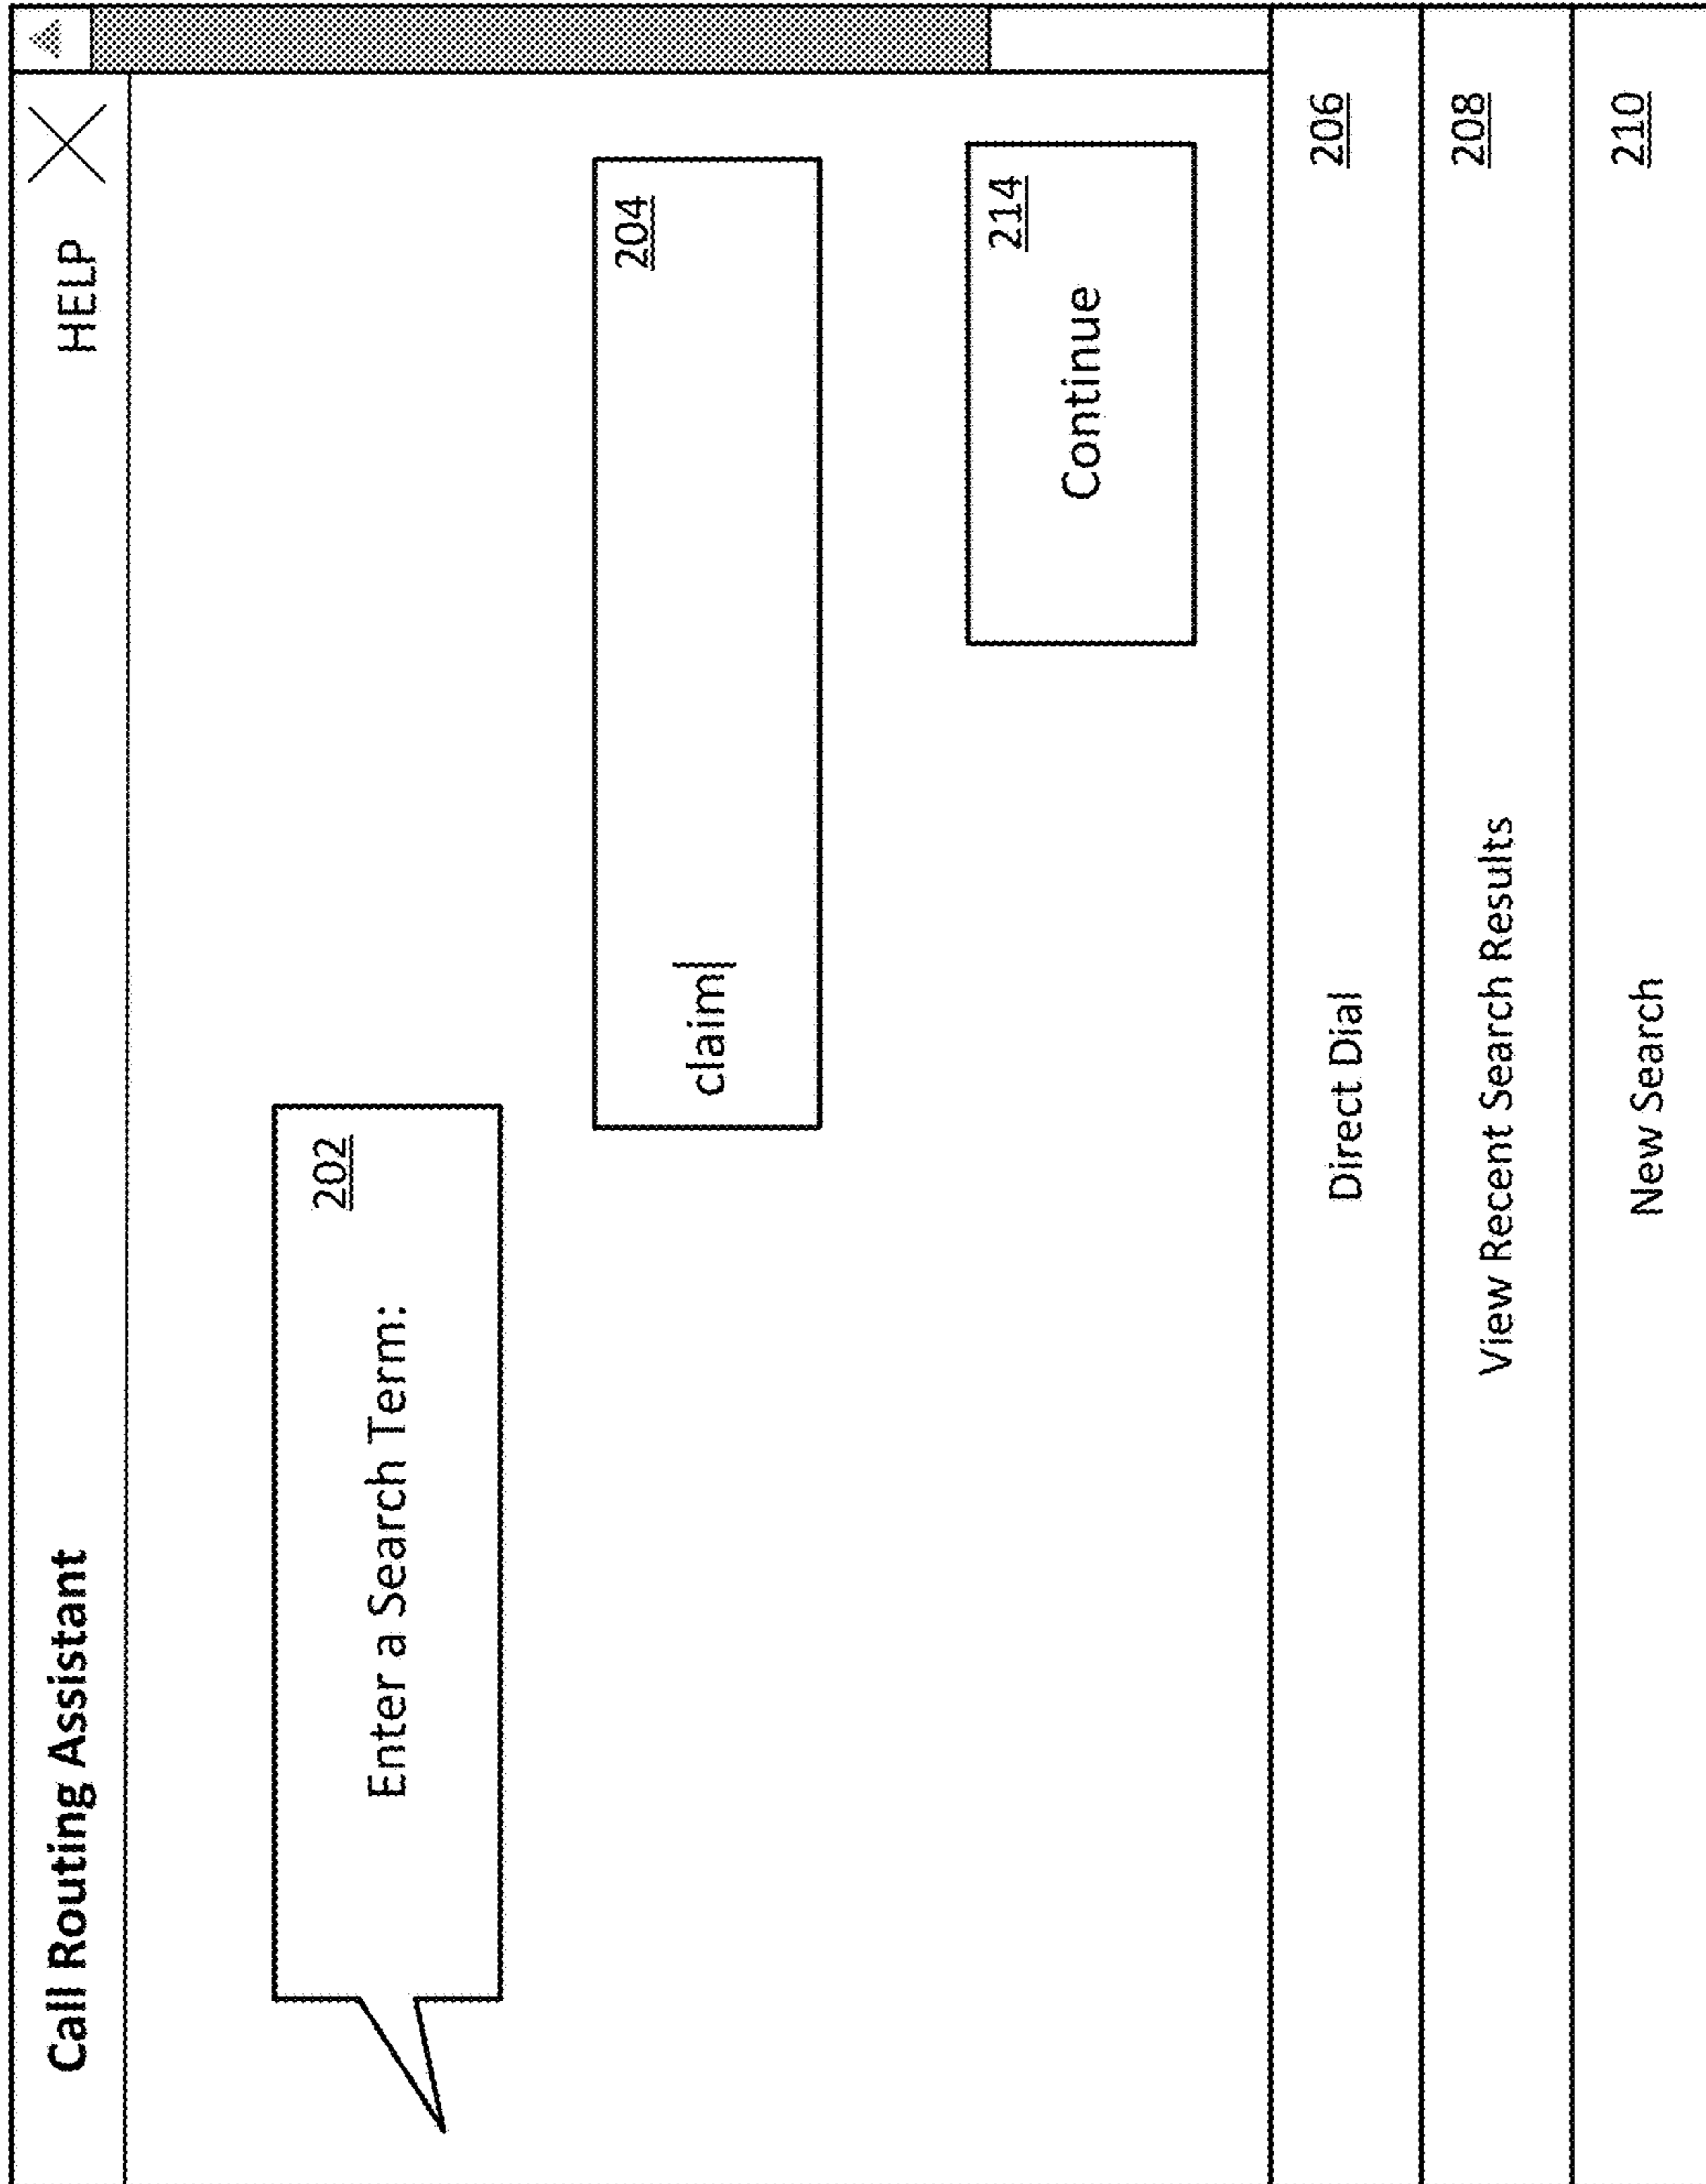 Call Routing Assistant HELP
202
Enter a Search Term:
204
claim
214
Continue
Direct Dial 206
View Recent Search Results 208
New Search 210